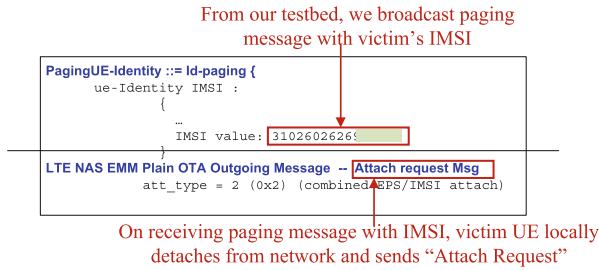 From our testbed, we broadcast paging
message with victim's IMSI
PagingUE-Identity ::= Id-paging {
ue-Identity IMSI :
{
…
IMSI value: 31026026269
}
LTE NAS EMM Plain OTA Outgoing Message -- Attach request Msg
att_type = 2 (0x2) (combined EPS/IMSI attach)
On receiving paging message with IMSI, victim UE locally
detaches from network and sends “Attach Request”